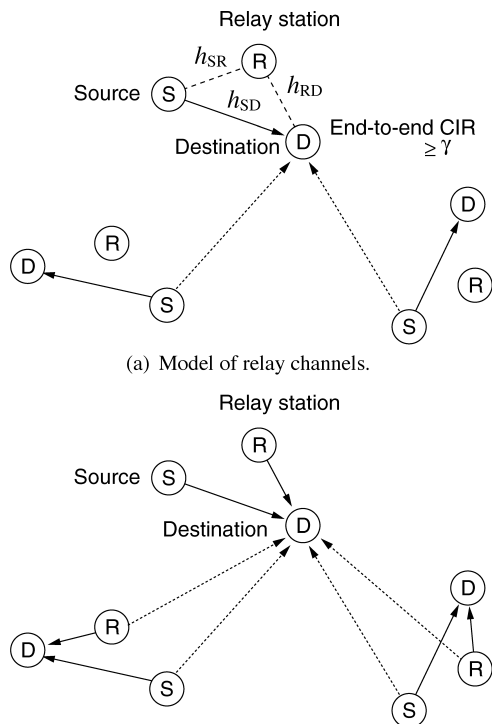 Relay station
R
h_SR
h_RD
Source
S
h_SD
Destination
D
End-to-end CIR
≥ γ
D
R
D
R
S
S
(a) Model of relay channels.
Relay station
R
Source
S
Destination
D
D
R
D
R
S
S